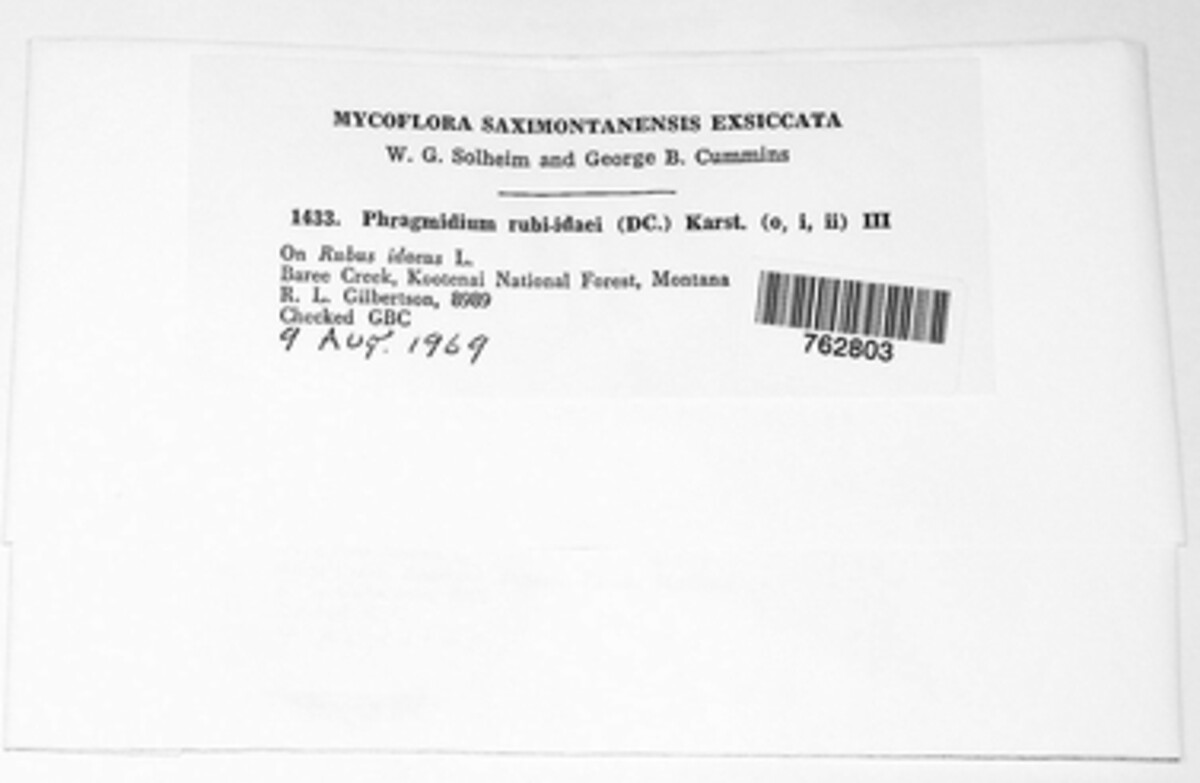 MYCOFLORA SAXIMONTANENSIS EXSICCATA
W. G. Solheim and George B. Cummins
1433. Phragmidium rubi-idaei (DC.) Karst. (o, i, ii) III
On Rubus idaeus L.
Baree Creek, Kootenai National Forest, Montana
R. L. Gilbertson, 8989
Checked GBC
9 Aug. 1969
762803